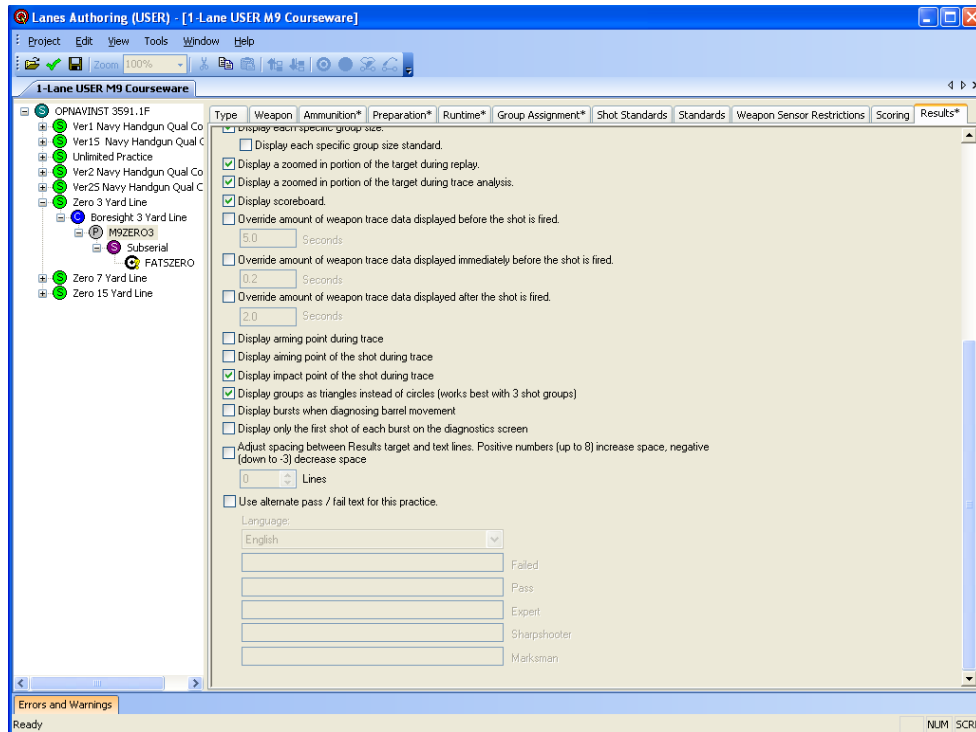 Lanes Authoring (USER) - [1-Lane USER M9 Courseware]
Project Edit View Tools Window Help
Zoom 100%
1-Lane USER M9 Courseware
OPNAVINST 3591.1F
Ver1 Navy Handgun Qual Co
Ver1S Navy Handgun Qual C
Unlimited Practice
Ver2 Navy Handgun Qual Co
Ver2S Navy Handgun Qual C
Zero 3 Yard Line
Boresight 3 Yard Line
M9ZERO3
Subserial
FATSZERO
Zero 7 Yard Line
Zero 15 Yard Line
Type Weapon Ammunition* Preparation* Runtime* Group Assignment* Shot Standards Standards Weapon Sensor Restrictions Scoring Results*
Display each specific group size.
Display each specific group size standard.
Display a zoomed in portion of the target during replay.
Display a zoomed in portion of the target during trace analysis.
Display scoreboard.
Override amount of weapon trace data displayed before the shot is fired.
5.0 Seconds
Override amount of weapon trace data displayed immediately before the shot is fired.
0.2 Seconds
Override amount of weapon trace data displayed after the shot is fired.
2.0 Seconds
Display arming point during trace
Display aiming point of the shot during trace
Display impact point of the shot during trace
Display groups as triangles instead of circles (works best with 3 shot groups)
Display bursts when diagnosing barrel movement
Display only the first shot of each burst on the diagnostics screen
Adjust spacing between Results target and text lines. Positive numbers (up to 8) increase space, negative
(down to -3) decrease space
0 Lines
Use alternate pass / fail text for this practice.
Language:
English
Failed
Pass
Expert
Sharpshooter
Marksman
Errors and Warnings
Ready NUM SCRI